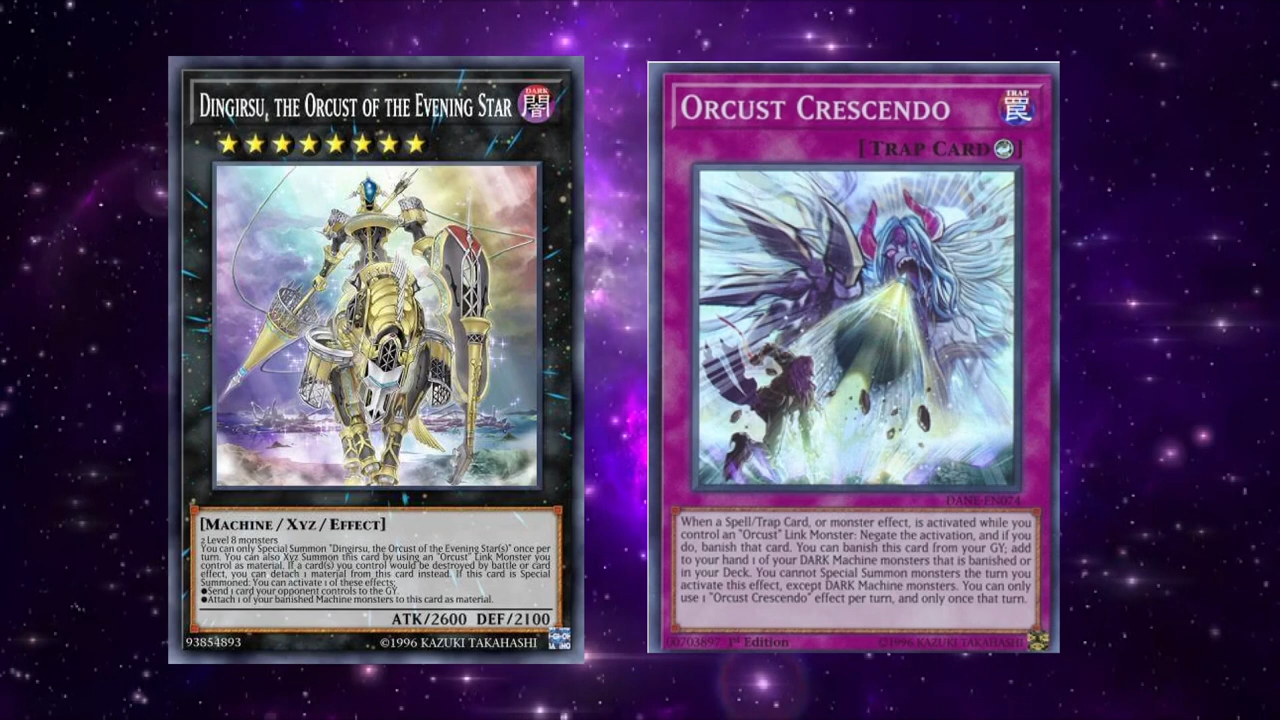 DINGIRSU, THE ORCUST OF THE EVENING STAR
DARK
闇
[MACHINE / XYZ / EFFECT]
2 Level 8 monsters
You can only Special Summon "Dingirsu, the Orcust of the Evening Star(s)" once per
turn. You can also Xyz Summon this card by using an "Orcust" Link Monster you
control as material. If a card(s) you control would be destroyed by battle or card
effect, you can detach 1 material from this card instead. If this card is Special
Summoned: You can activate 1 of these effects;
●Send 1 card your opponent controls to the GY.
●Attach 1 of your banished Machine monsters to this card as material.
ATK/2600 DEF/2100
93854893
©1996 KAZUKI TAKAHASHI
ORCUST CRESCENDO
TRAP
罠
[TRAP CARD]
DANE-EN074
When a Spell/Trap Card, or monster effect, is activated while you
control an "Orcust" Link Monster: Negate the activation, and if you
do, banish that card. You can banish this card from your GY; add
to your hand 1 of your DARK Machine monsters that is banished or
in your Deck. You cannot Special Summon monsters the turn you
activate this effect, except DARK Machine monsters. You can only
use 1 "Orcust Crescendo" effect per turn, and only once that turn.
00703897 1st Edition
©1996 KAZUKI TAKAHASHI